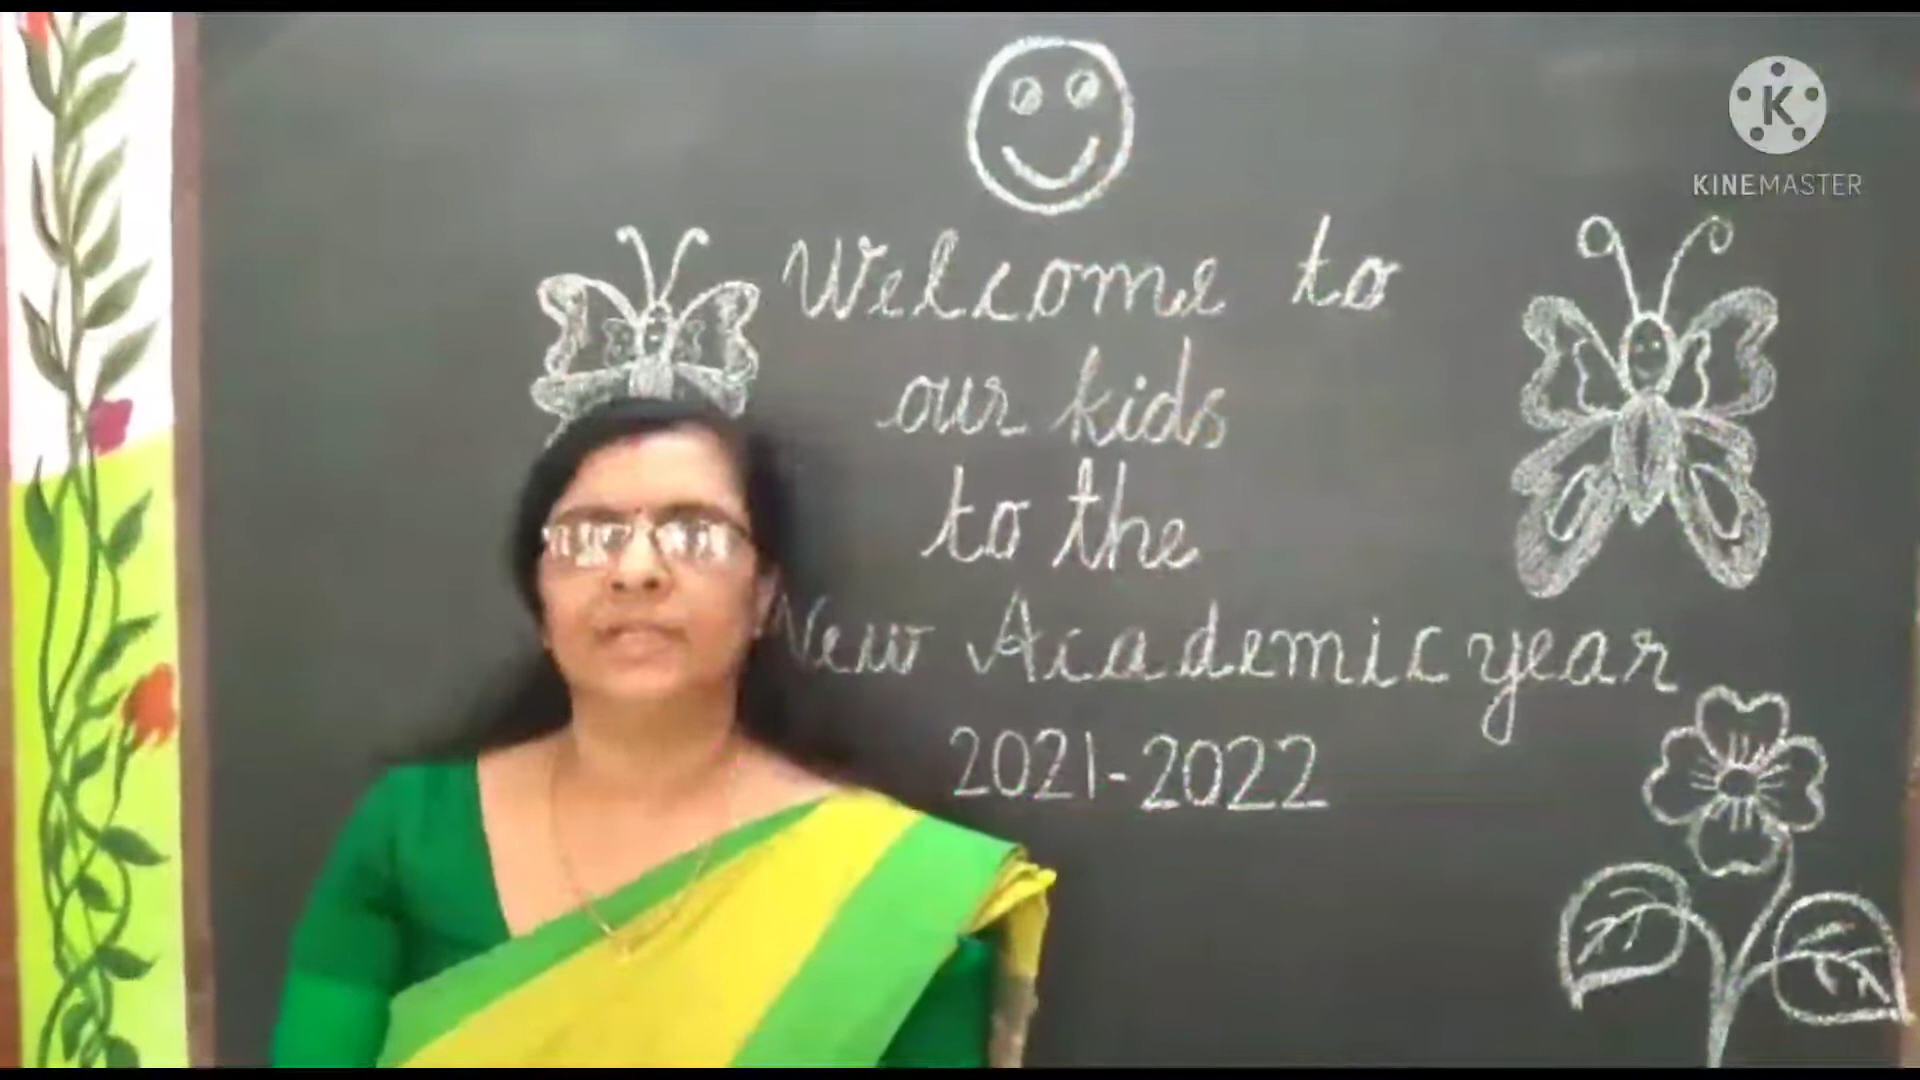 KINEMASTER
Welcome to
our kids
to the
New Academic year
2021-2022